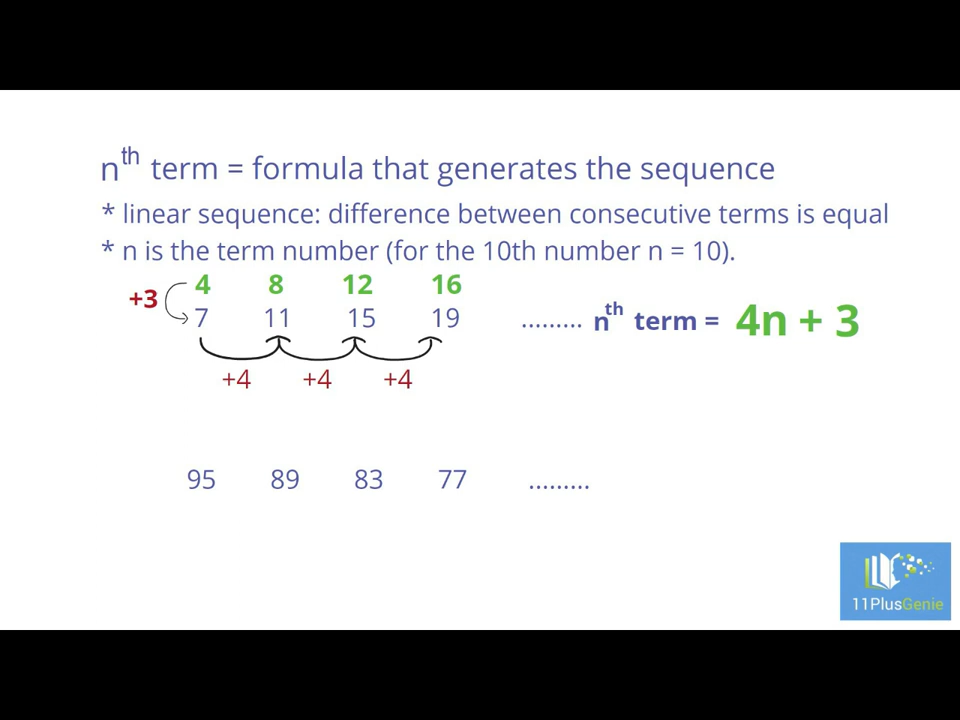 nth term = formula that generates the sequence
* linear sequence: difference between consecutive terms is equal
* n is the term number (for the 10th number n = 10).
+3 4 8 12 16
7 11 15 19 ......... nth term = 4n + 3
+4 +4 +4
95 89 83 77 .........
11PlusGenie